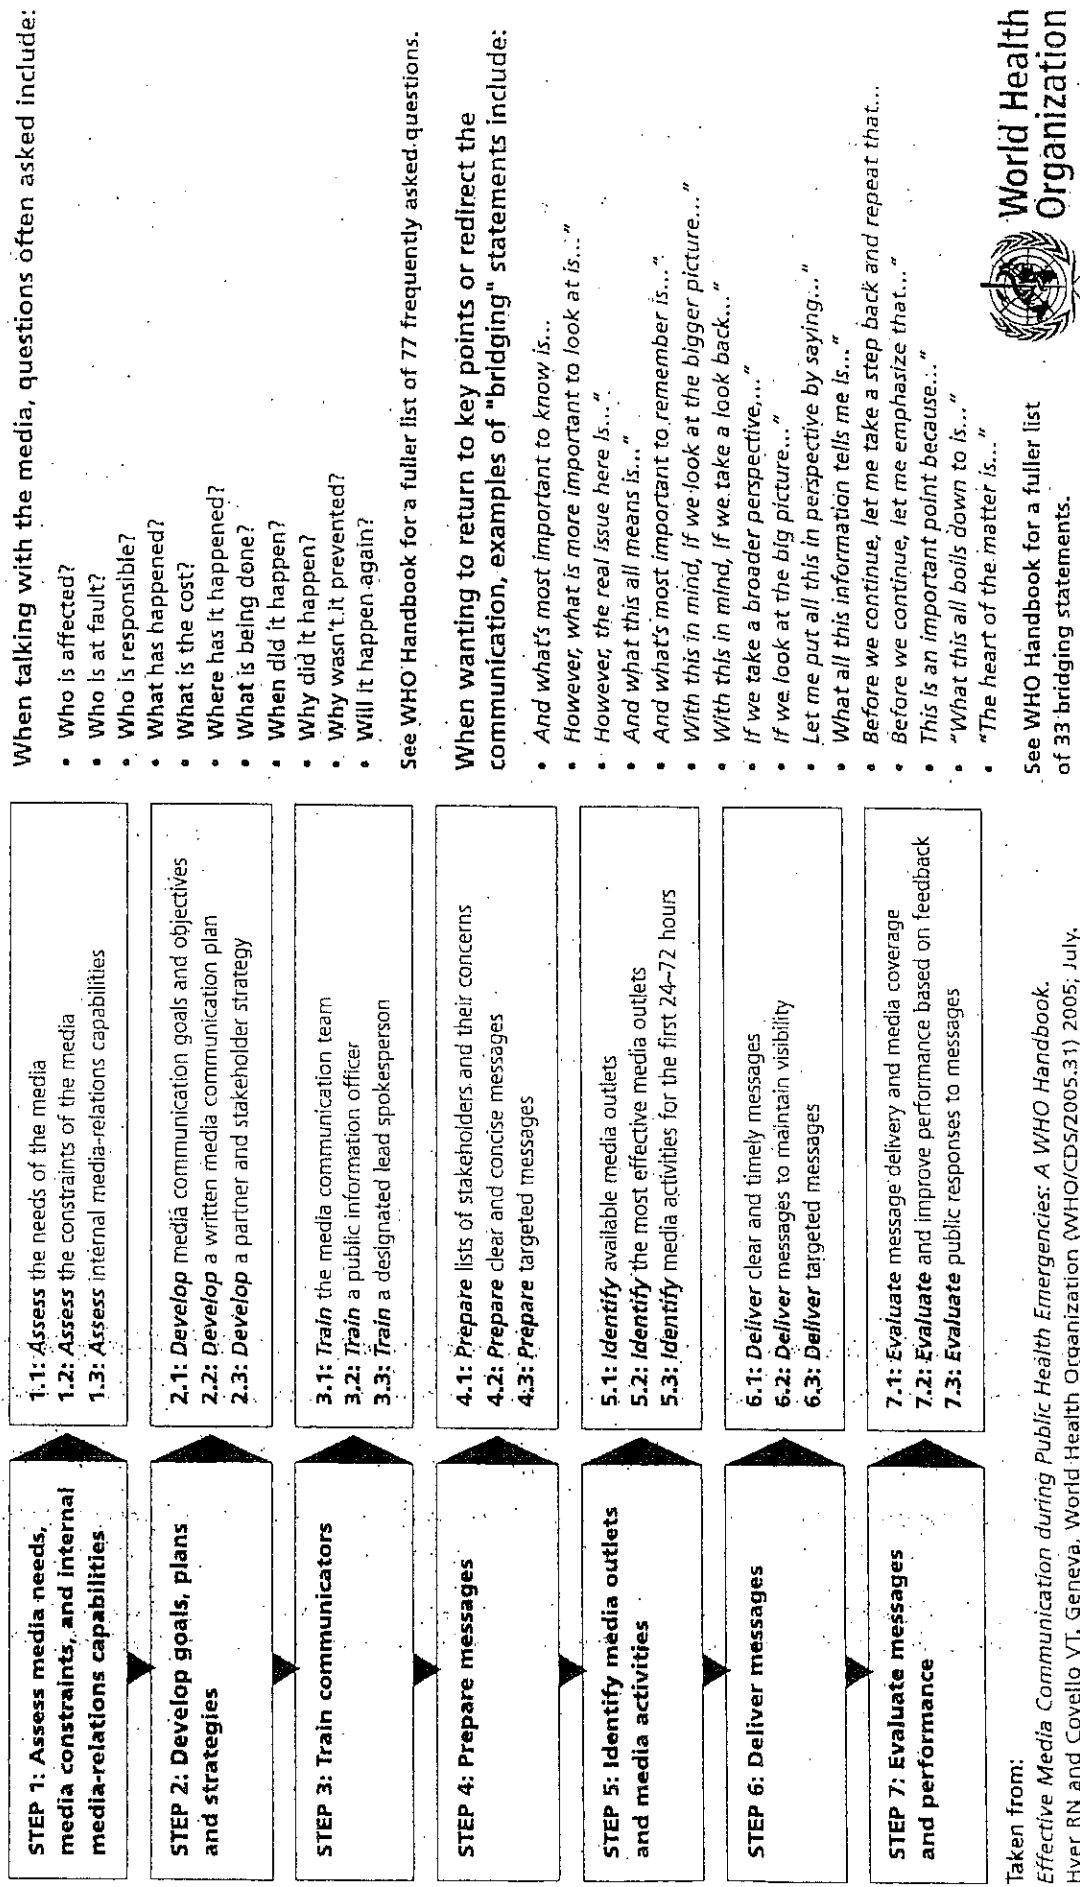 STEP 1: Assess media needs,
media constraints, and internal
media-relations capabilities
1.1: Assess the needs of the media
1.2: Assess the constraints of the media
1.3: Assess internal media-relations capabilities
STEP 2: Develop goals, plans
and strategies
2.1: Develop media communication goals and objectives
2.2: Develop a written media communication plan
2.3: Develop a partner and stakeholder strategy
STEP 3: Train communicators
3.1: Train the media communication team
3.2: Train a public information officer
3.3: Train a designated lead spokesperson
STEP 4: Prepare messages
4.1: Prepare lists of stakeholders and their concerns
4.2: Prepare clear and concise messages
4.3: Prepare targeted messages
STEP 5: Identify media outlets
and media activities
5.1: Identify available media outlets
5.2: Identify the most effective media outlets
5.3: Identify media activities for the first 24–72 hours
STEP 6: Deliver messages
6.1: Deliver clear and timely messages
6.2: Deliver messages to maintain visibility
6.3: Deliver targeted messages
STEP 7: Evaluate messages
and performance
7.1: Evaluate message delivery and media coverage
7.2: Evaluate and improve performance based on feedback
7.3: Evaluate public responses to messages
Taken from:
Effective Media Communication during Public Health Emergencies: A WHO Handbook.
Hyer RN and Covello VT, Geneva, World Health Organization (WHO/CDS/2005.31) 2005; July.
When talking with the media, questions often asked include:
• Who is affected?
• Who is at fault?
• Who is responsible?
• What has happened?
• What is the cost?
• Where has it happened?
• What is being done?
• When did it happen?
• Why did it happen?
• Why wasn't it prevented?
• Will it happen again?
See WHO Handbook for a fuller list of 77 frequently asked questions.
When wanting to return to key points or redirect the
communication, examples of "bridging" statements include:
• And what's most important to know is...
• However, what is more important to look at is..."
• However, the real issue here is..."
• And what this all means is..."
• And what's most important to remember is..."
• With this in mind, if we look at the bigger picture..."
• With this in mind, if we take a look back..."
• If we take a broader perspective,..."
• If we look at the big picture..."
• Let me put all this in perspective by saying..."
• What all this information tells me is..."
• Before we continue, let me take a step back and repeat that...
• Before we continue, let me emphasize that..."
• This is an important point because..."
• "What this all boils down to is..."
• "The heart of the matter is..."
See WHO Handbook for a fuller list
of 33 bridging statements.
World Health
Organization